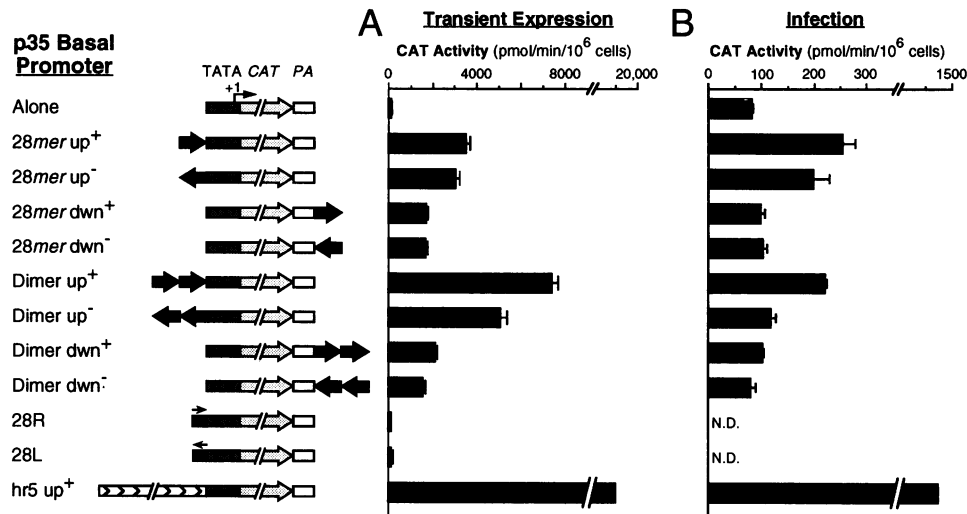 A
Transient Expression
B
Infection
p35 Basal
Promoter
TATA CAT PA
+1
CAT Activity (pmol/min/10^6 cells)
0 4000 8000 20,000
CAT Activity (pmol/min/10^6 cells)
0 100 200 300 1500
Alone
28mer up+
28mer up-
28mer dwn+
28mer dwn-
Dimer up+
Dimer up-
Dimer dwn+
Dimer dwn-
28R
N.D.
28L
N.D.
hr5 up+